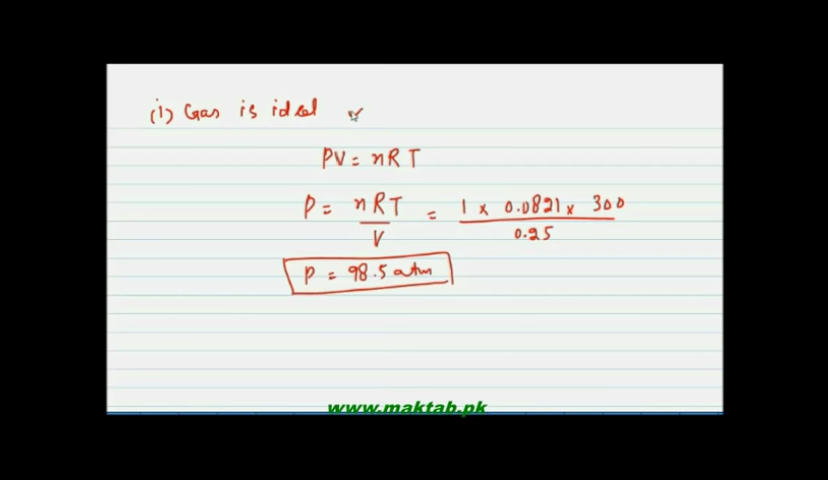 (i) Gas is ideal
PV = nRT
P = nRT / V = 1 x 0.0821 x 300 / 0.25
P = 98.5 atm
www.maktab.pk